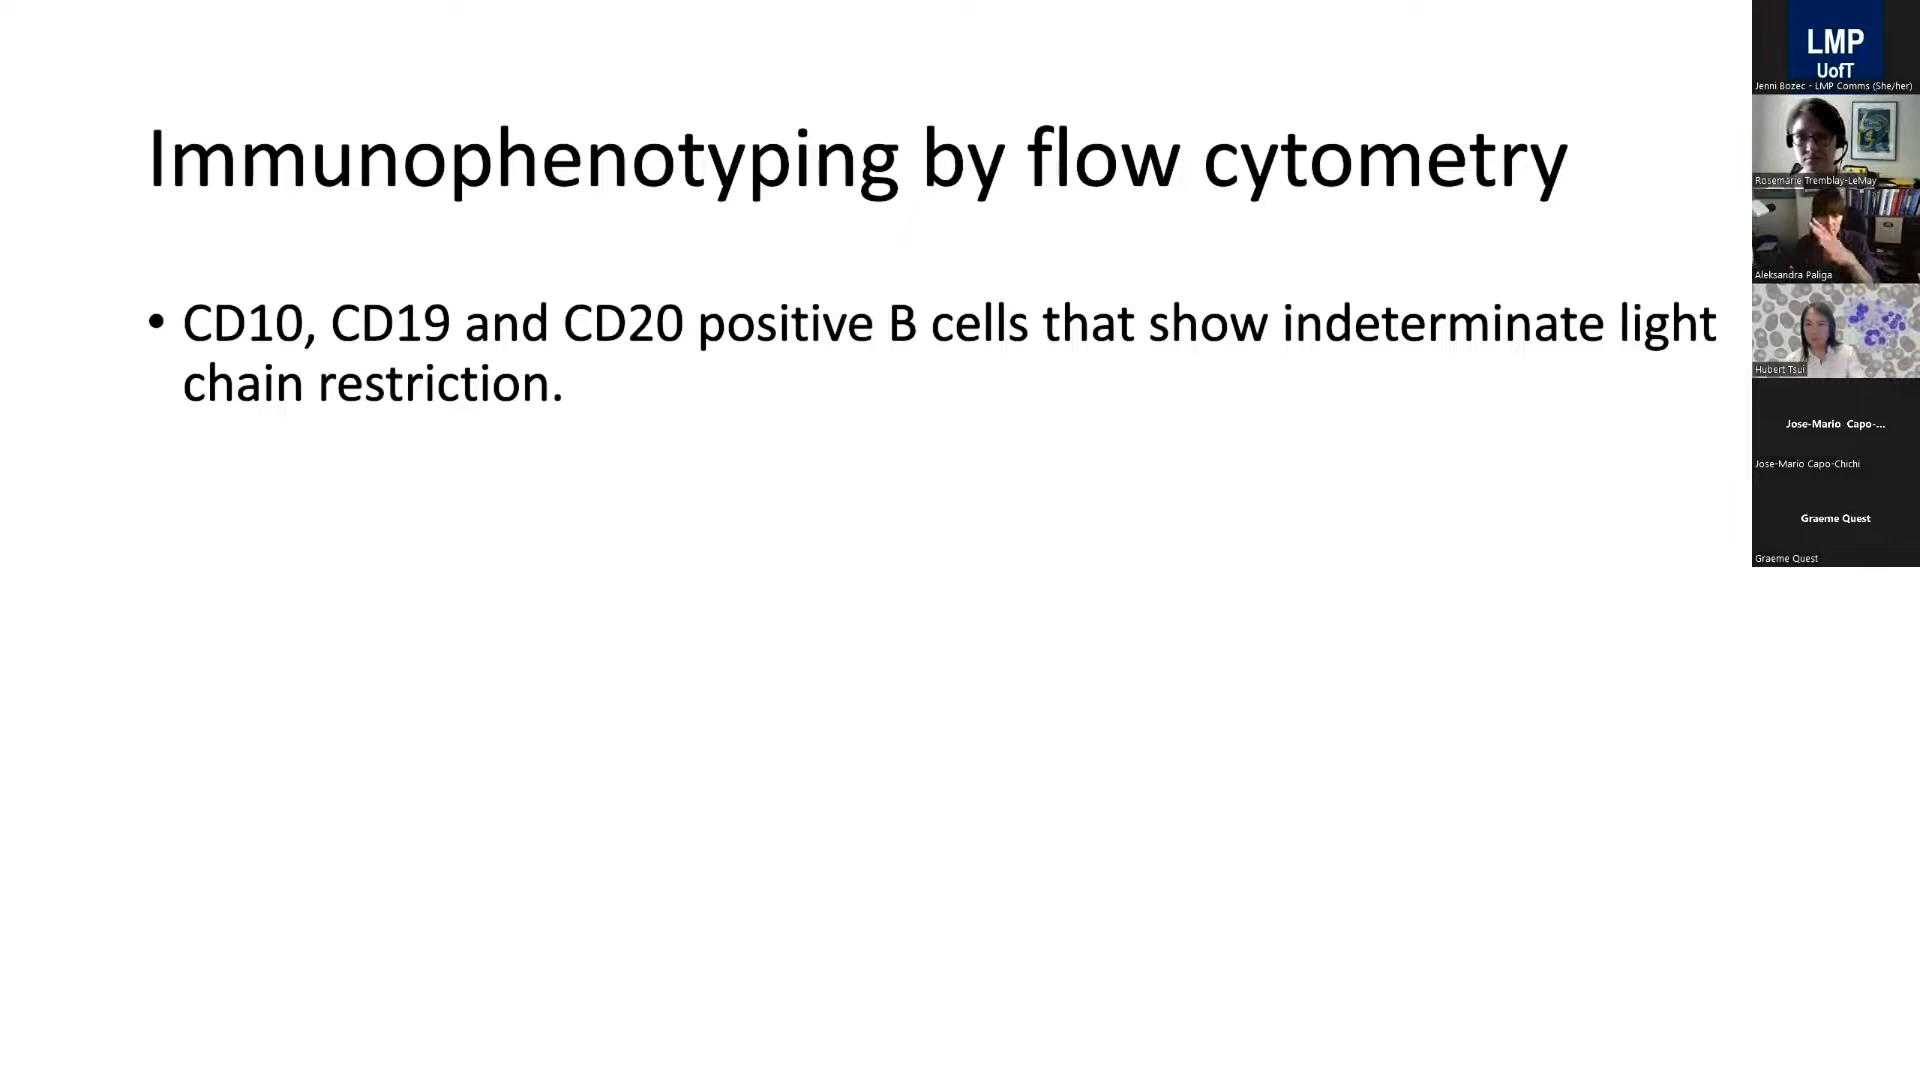 Immunophenotyping by flow cytometry
• CD10, CD19 and CD20 positive B cells that show indeterminate light
chain restriction.
LMP
UofT
Jenni Bozec - LMP Comms (She/her)
Rosemarie Tremblay-LeMay
Aleksandra Paliga
Hubert Tsui
Jose-Mario Capo-...
Jose-Mario Capo-Chichi
Graeme Quest
Graeme Quest